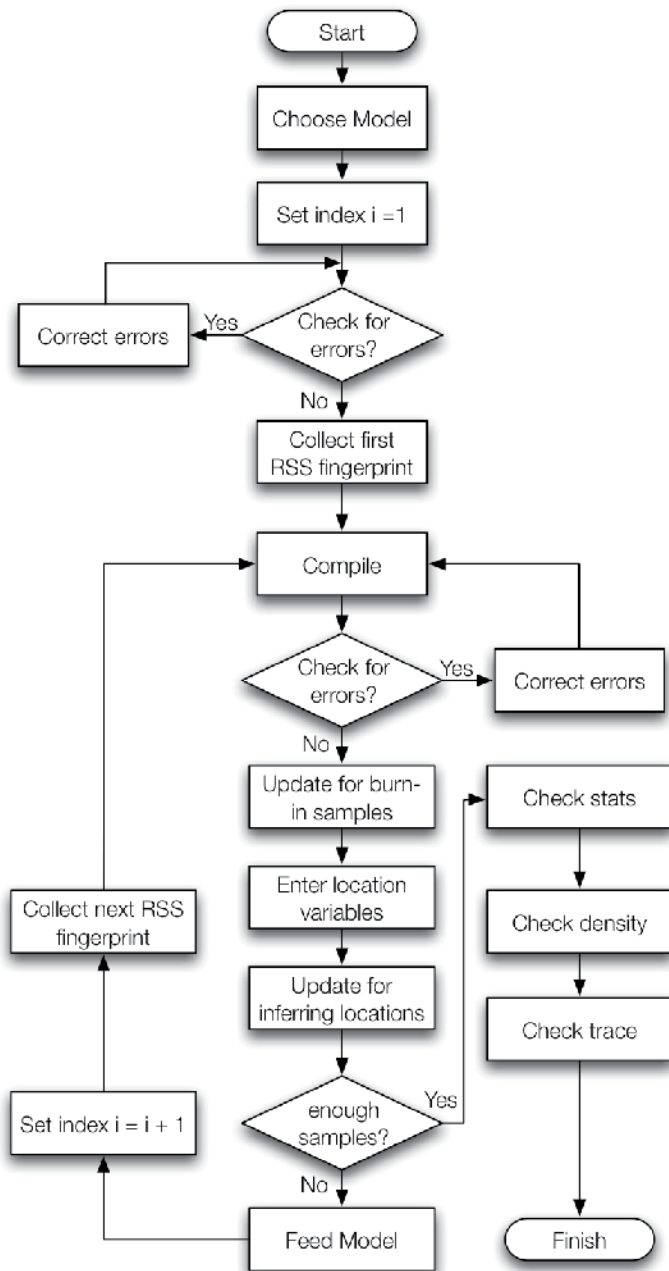 Start
Choose Model
Set index i =1
Check for
errors?
Yes
Correct errors
No
Collect first
RSS fingerprint
Compile
Check for
errors?
Yes
Correct errors
No
Update for burn-
in samples
Enter location
variables
Update for
inferring locations
enough
samples?
Yes
Check stats
Check density
Check trace
Finish
No
Feed Model
Set index i = i + 1
Collect next RSS
fingerprint